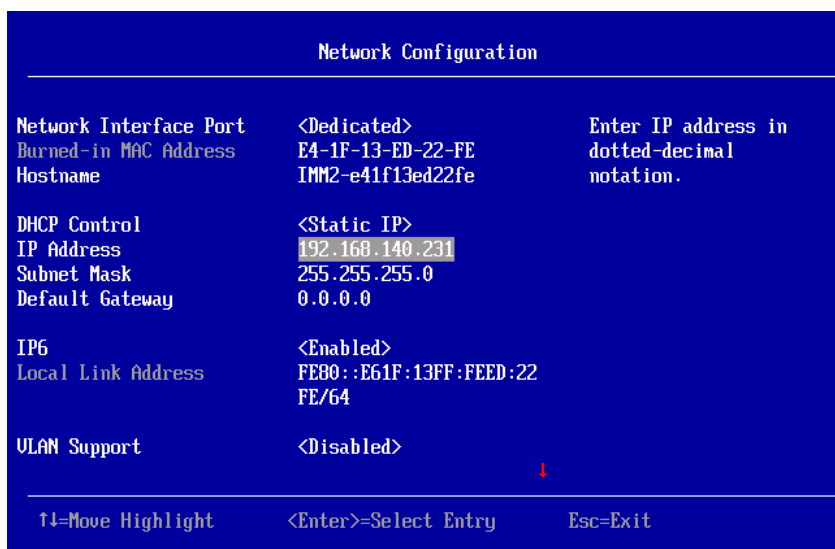 Network Configuration
Network Interface Port <Dedicated> Enter IP address in
Burned-in MAC Address E4-1F-13-ED-22-FE dotted-decimal
Hostname IMM2-e41f13ed22fe notation.
DHCP Control <Static IP>
IP Address 192.168.140.231
Subnet Mask 255.255.255.0
Default Gateway 0.0.0.0
IP6 <Enabled>
Local Link Address FE80::E61F:13FF:FEED:22
FE/64
VLAN Support <Disabled>
↓
↑↓=Move Highlight <Enter>=Select Entry Esc=Exit